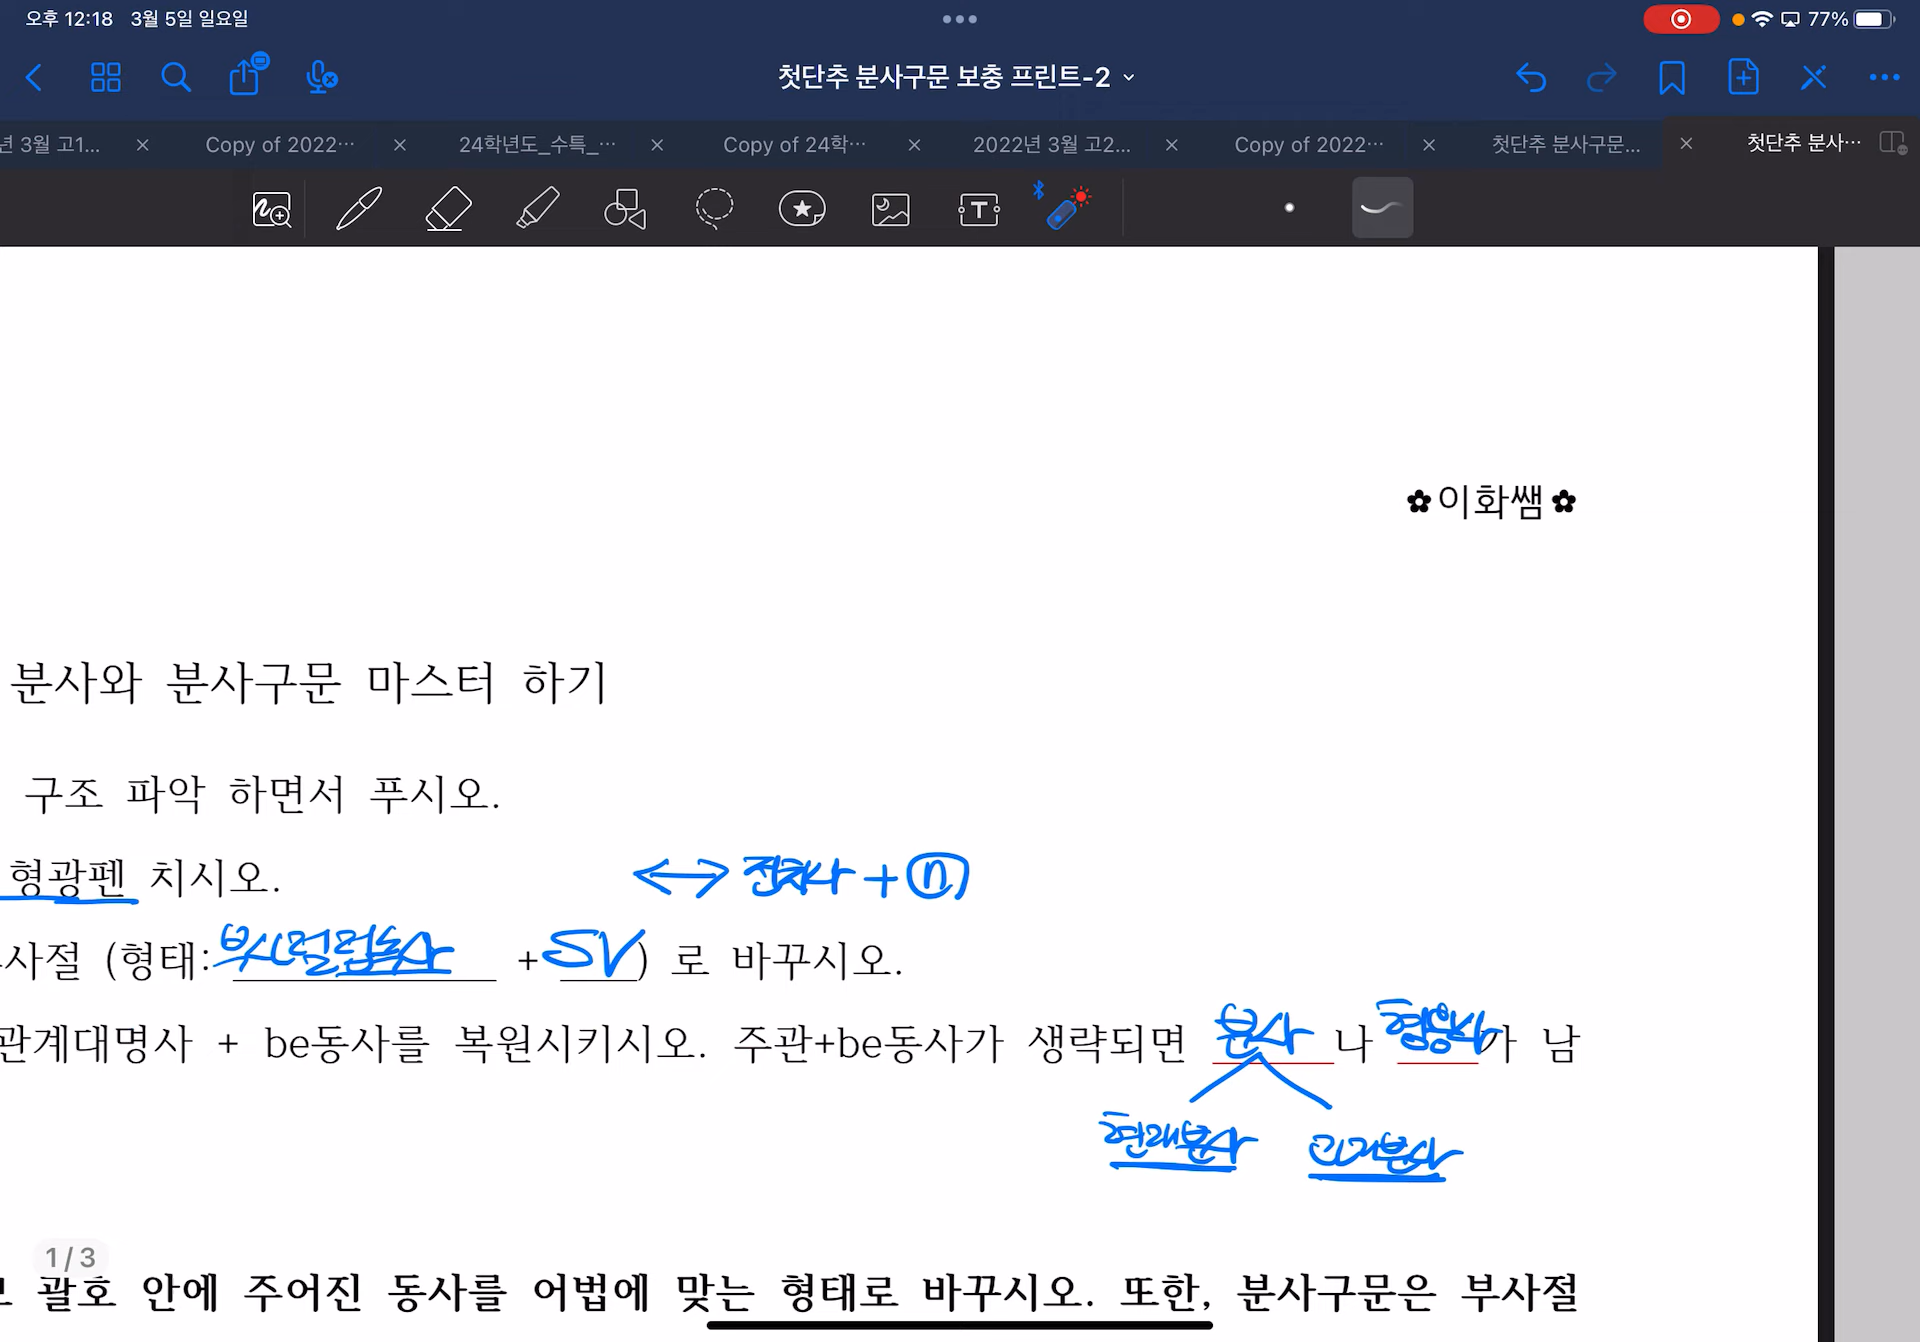 오후 12:18 3월 5일 일요일
77%
첫단추 분사구문 보충 프린트-2
년 3월 고1... Copy of 2022... 24학년도_수특_... Copy of 24학... 2022년 3월 고2... Copy of 2022... 첫단추 분사구문... 첫단추 분사...
✿이화쌤✿
분사와 분사구문 마스터 하기
구조 파악 하면서 푸시오.
형광펜 치시오. ↔ 전치사 + ⓝ
사절 (형태: 부사절접속사 + SV) 로 바꾸시오.
관계대명사 + be동사를 복원시키시오. 주관+be동사가 생략되면 분사 나 형용사가 남
현재분사 과거분사
1 / 3
괄호 안에 주어진 동사를 어법에 맞는 형태로 바꾸시오. 또한, 분사구문은 부사절